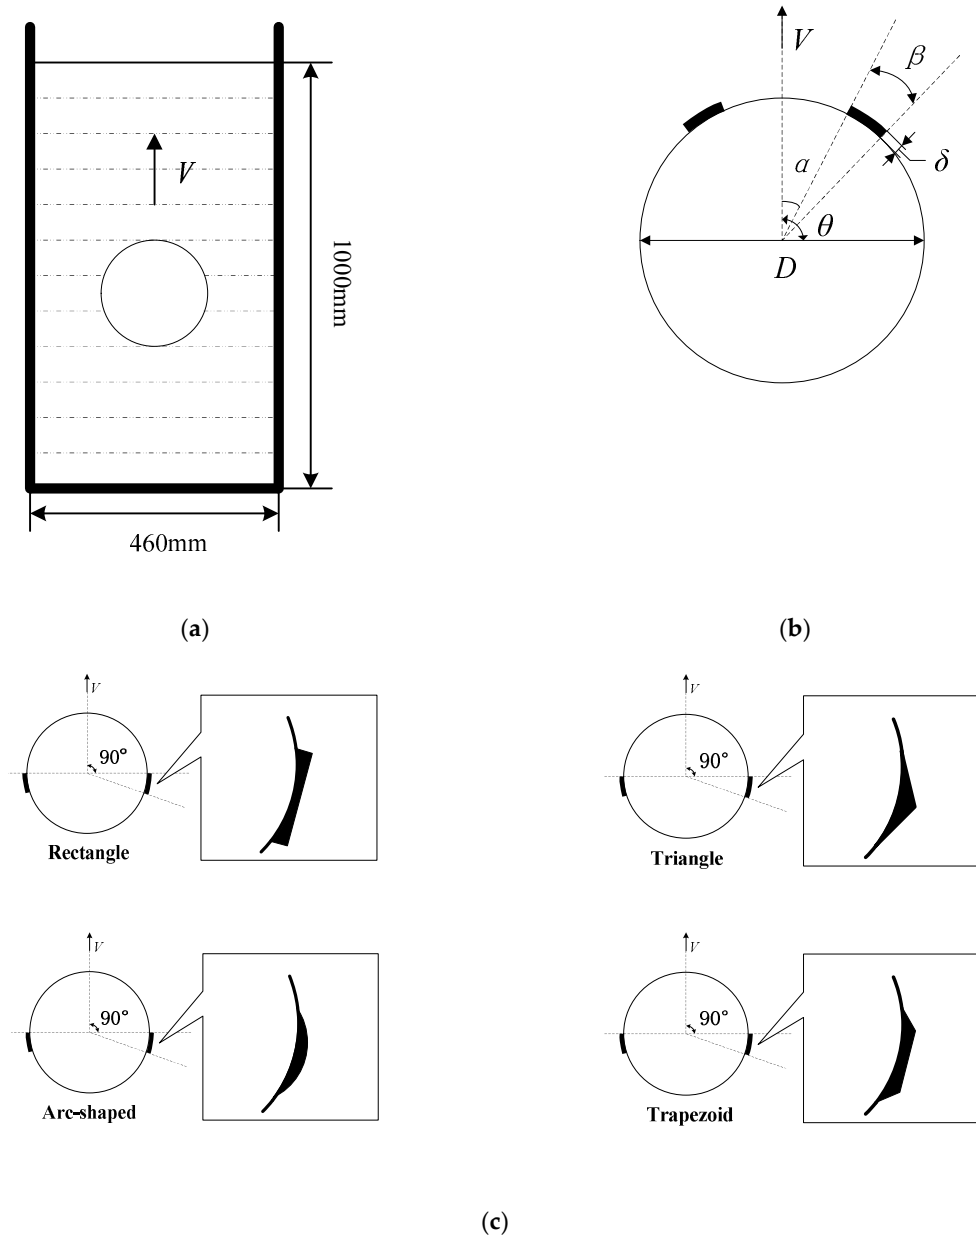 V
1000mm
460mm
(a)
V
β
α
δ
θ
D
(b)
V
90°
Rectangle
V
90°
Triangle
V
90°
Arc-shaped
V
90°
Trapezoid
(c)